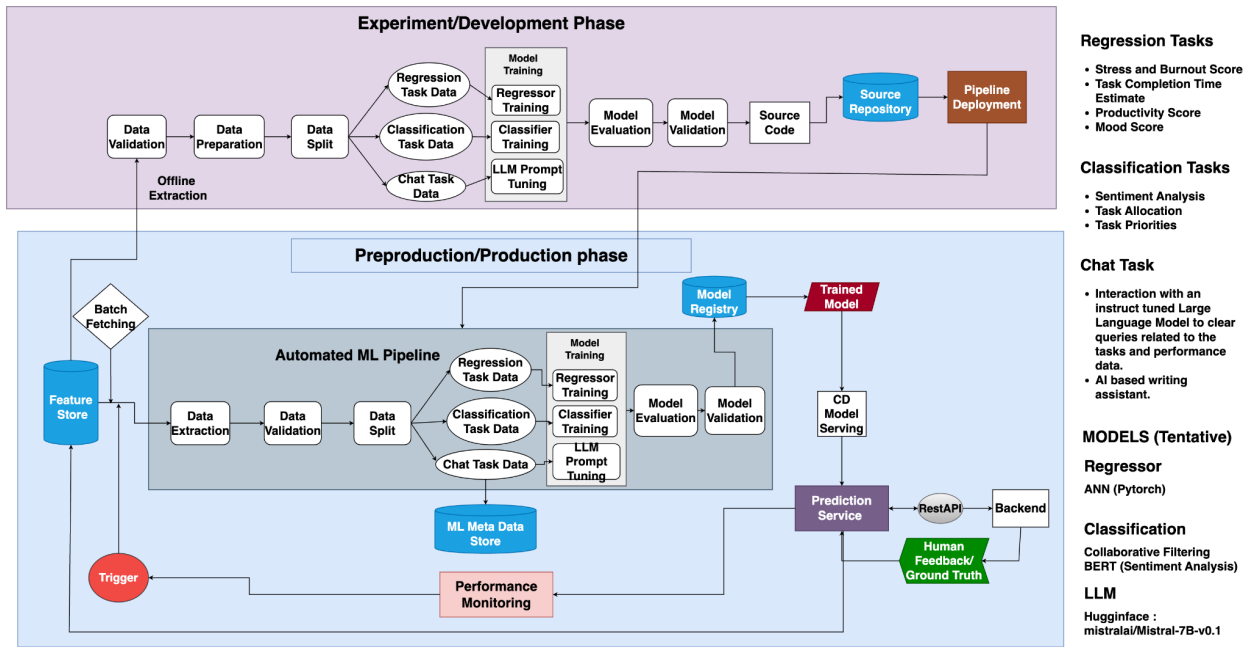 Experiment/Development Phase
Model
Training
Regression
Task Data
Regressor
Training
Data
Validation
Data
Preparation
Data
Split
Classification
Task Data
Classifier
Training
Chat Task
Data
LLM Prompt
Tuning
Model
Evaluation
Model
Validation
Source
Code
Source
Repository
Pipeline
Deployment
Offline
Extraction
Preproduction/Production phase
Batch
Fetching
Feature
Store
Automated ML Pipeline
Data
Extraction
Data
Validation
Data
Split
Regression
Task Data
Classification
Task Data
Chat Task Data
Model
Training
Regressor
Training
Classifier
Training
LLM
Prompt
Tuning
Model
Evaluation
Model
Validation
Model
Registry
Trained
Model
CD
Model
Serving
Prediction
Service
RestAPI
Backend
Human
Feedback/
Ground Truth
ML Meta Data
Store
Performance
Monitoring
Trigger
Regression Tasks
• Stress and Burnout Score
• Task Completion Time
Estimate
• Productivity Score
• Mood Score
Classification Tasks
• Sentiment Analysis
• Task Allocation
• Task Priorities
Chat Task
• Interaction with an
instruct tuned Large
Language Model to clear
queries related to the
tasks and performance
data.
• AI based writing
assistant.
MODELS (Tentative)
Regressor
ANN (Pytorch)
Classification
Collaborative Filtering
BERT (Sentiment Analysis)
LLM
Hugginface :
mistralai/Mistral-7B-v0.1